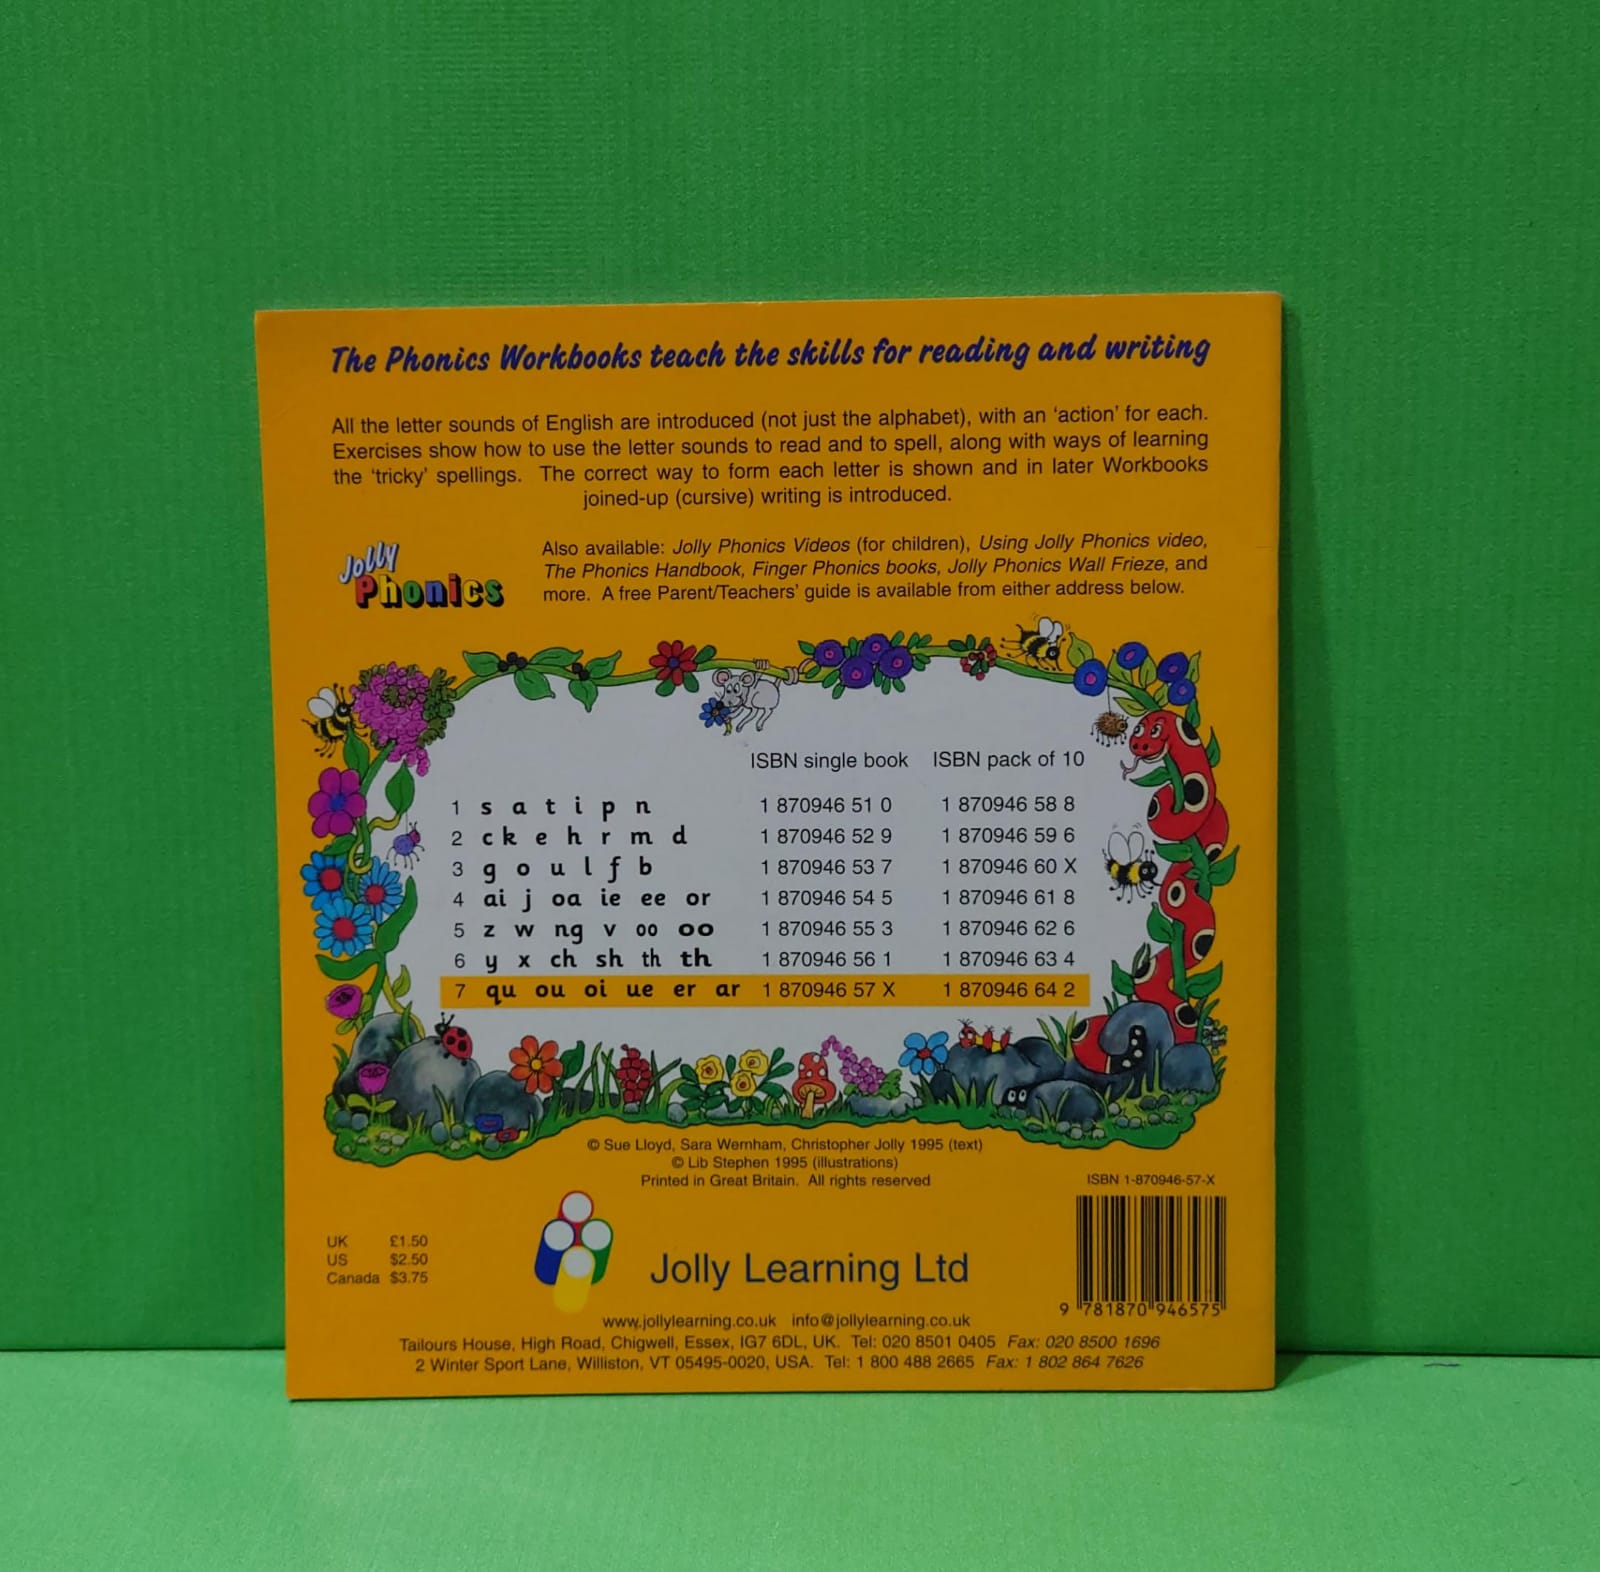 The Phonics Workbooks teach the skills for reading and writing
All the letter sounds of English are introduced (not just the alphabet), with an ‘action’ for each.
Exercises show how to use the letter sounds to read and to spell, along with ways of learning
the ‘tricky’ spellings. The correct way to form each letter is shown and in later Workbooks
joined-up (cursive) writing is introduced.
Jolly
Phonics
Also available: Jolly Phonics Videos (for children), Using Jolly Phonics video,
The Phonics Handbook, Finger Phonics books, Jolly Phonics Wall Frieze, and
more. A free Parent/Teachers’ guide is available from either address below.
ISBN single book ISBN pack of 10
1 s a t i p n 1 870946 51 0 1 870946 58 8
2 ck e h r m d 1 870946 52 9 1 870946 59 6
3 g o u l f b 1 870946 53 7 1 870946 60 X
4 ai j oa ie ee or 1 870946 54 5 1 870946 61 8
5 z w ng v oo oo 1 870946 55 3 1 870946 62 6
6 y x ch sh th th 1 870946 56 1 1 870946 63 4
7 qu ou oi ue er ar 1 870946 57 X 1 870946 64 2
© Sue Lloyd, Sara Wernham, Christopher Jolly 1995 (text)
© Lib Stephen 1995 (illustrations)
Printed in Great Britain. All rights reserved
ISBN 1-870946-57-X
UK £1.50
US $2.50
Canada $3.75
Jolly Learning Ltd
9 781870 946575
www.jollylearning.co.uk info@jollylearning.co.uk
Tailours House, High Road, Chigwell, Essex, IG7 6DL, UK. Tel: 020 8501 0405 Fax: 020 8500 1696
2 Winter Sport Lane, Williston, VT 05495-0020, USA. Tel: 1 800 488 2665 Fax: 1 802 864 7626